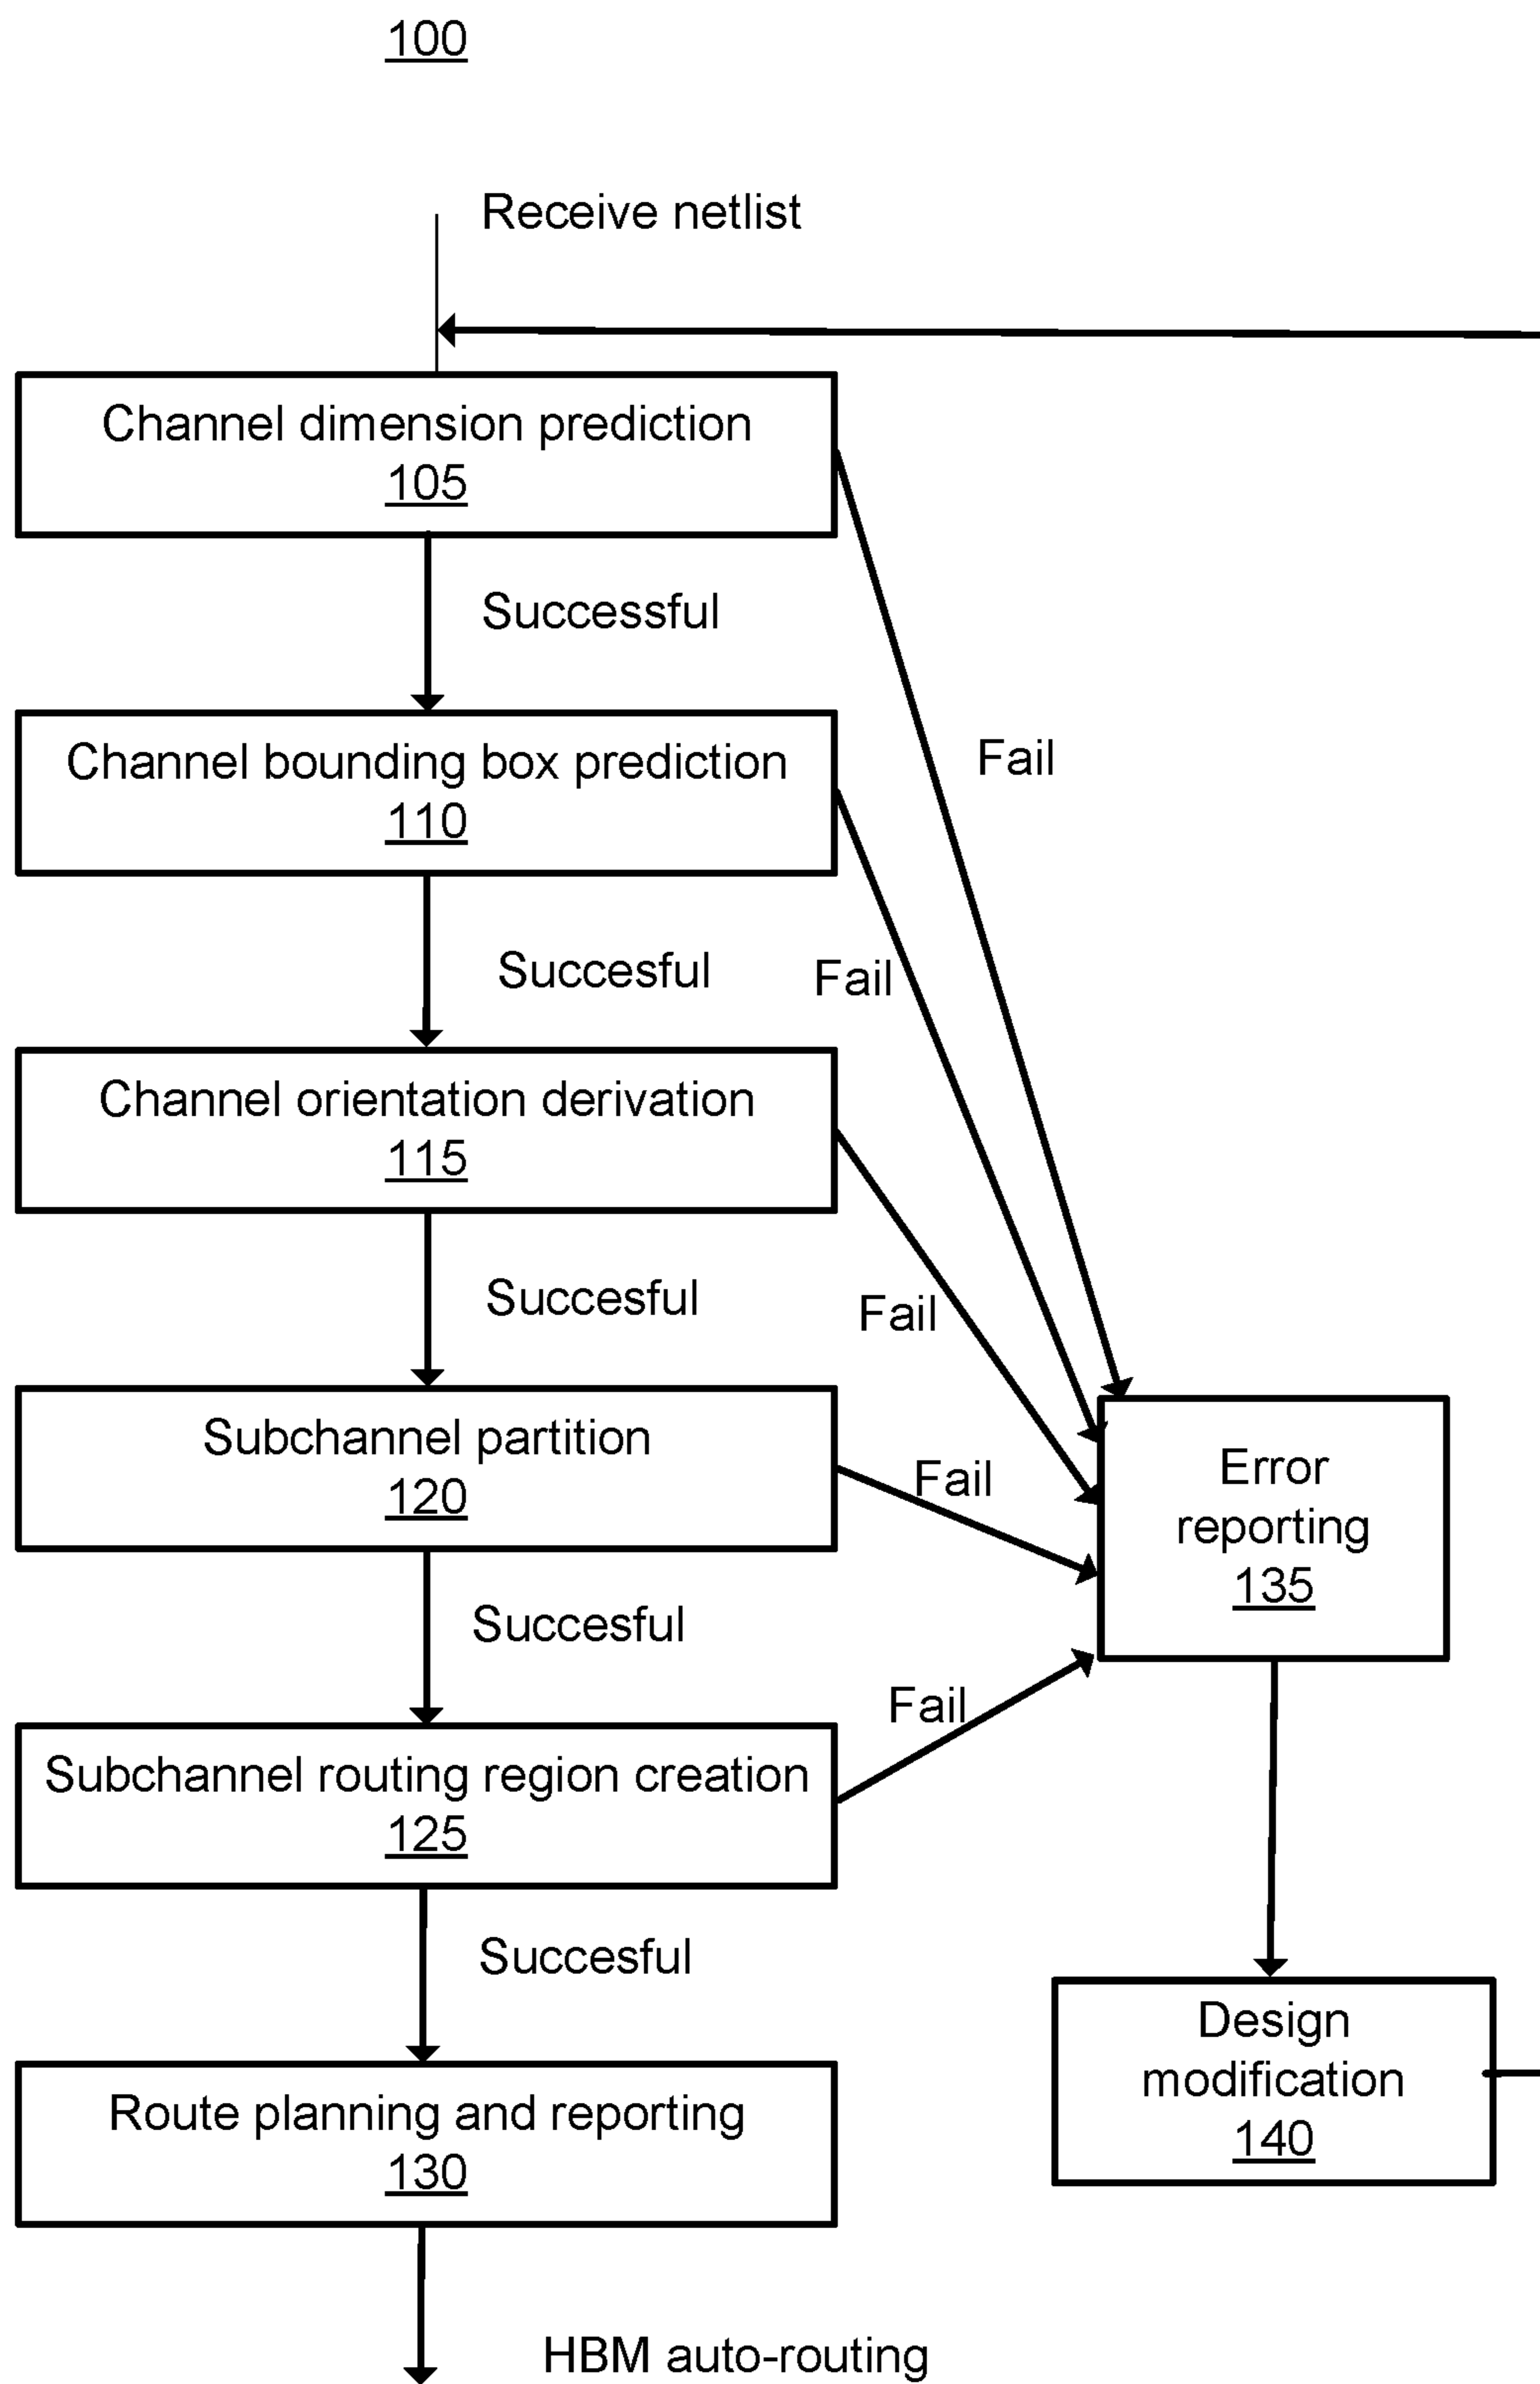 100
Receive netlist
Channel dimension prediction
105
Successful
Channel bounding box prediction
110
Fail
Succesful
Fail
Channel orientation derivation
115
Succesful
Fail
Subchannel partition
120
Fail
Error
reporting
135
Succesful
Fail
Subchannel routing region creation
125
Succesful
Design
modification
140
Route planning and reporting
130
HBM auto-routing